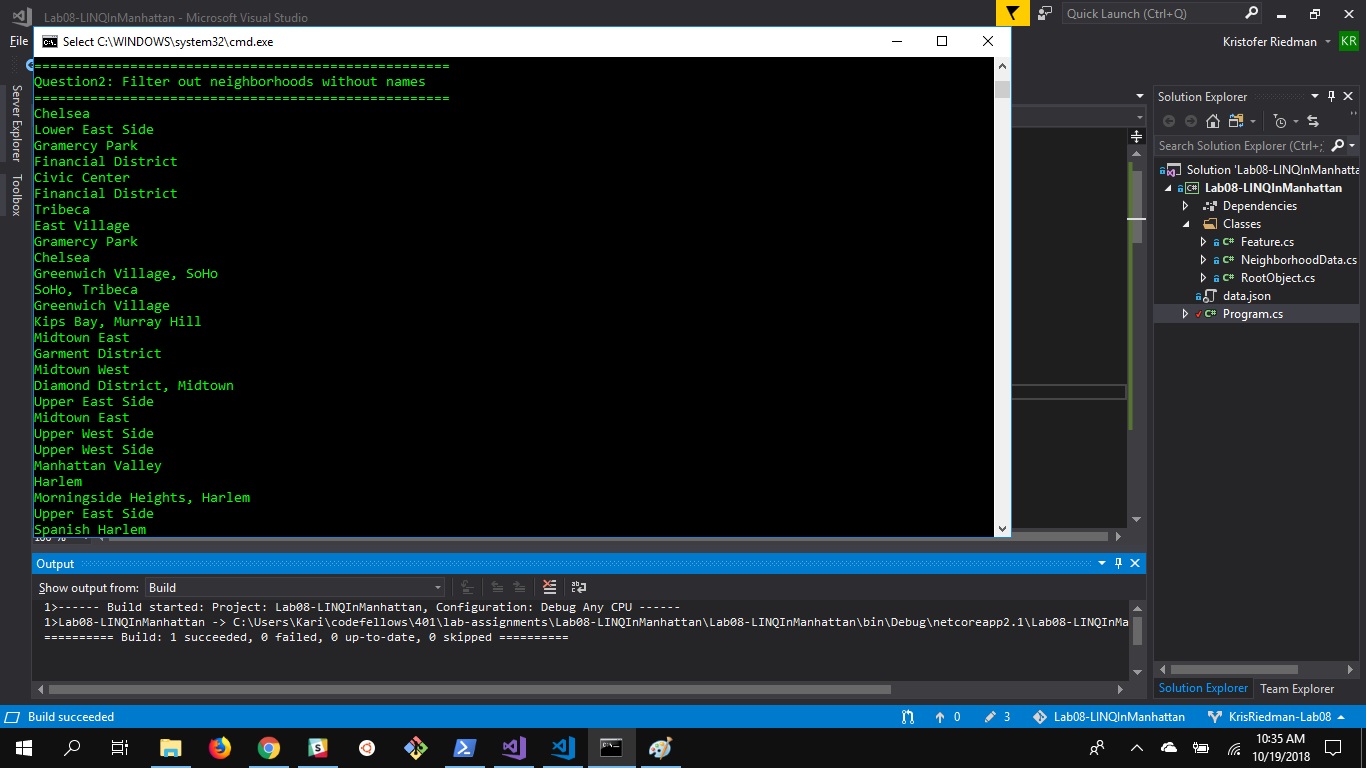 Lab08-LINQInManhattan - Microsoft Visual Studio
Quick Launch (Ctrl+Q)
File
Select C:\WINDOWS\system32\cmd.exe
Kristofer Riedman
KR
Server Explorer
Toolbox
====================================================
Question2: Filter out neighborhoods without names
====================================================
Chelsea
Lower East Side
Gramercy Park
Financial District
Civic Center
Financial District
Tribeca
East Village
Gramercy Park
Chelsea
Greenwich Village, SoHo
SoHo, Tribeca
Greenwich Village
Kips Bay, Murray Hill
Midtown East
Garment District
Midtown West
Diamond District, Midtown
Upper East Side
Midtown East
Upper West Side
Upper West Side
Manhattan Valley
Harlem
Morningside Heights, Harlem
Upper East Side
Spanish Harlem
Solution Explorer
Search Solution Explorer (Ctrl+;
Solution 'Lab08-LINQInManhatta
Lab08-LINQInManhattan
Dependencies
Classes
C# Feature.cs
C# NeighborhoodData.cs
C# RootObject.cs
data.json
C# Program.cs
Output
Show output from: Build
1>------ Build started: Project: Lab08-LINQInManhattan, Configuration: Debug Any CPU ------
1>Lab08-LINQInManhattan -> C:\Users\Kari\codefellows\401\lab-assignments\Lab08-LINQInManhattan\Lab08-LINQInManhattan\bin\Debug\netcoreapp2.1\Lab08-LINQInMa
========== Build: 1 succeeded, 0 failed, 0 up-to-date, 0 skipped ==========
Solution Explorer Team Explorer
Build succeeded
0 3 Lab08-LINQInManhattan KrisRiedman-Lab08
10:35 AM
10/19/2018